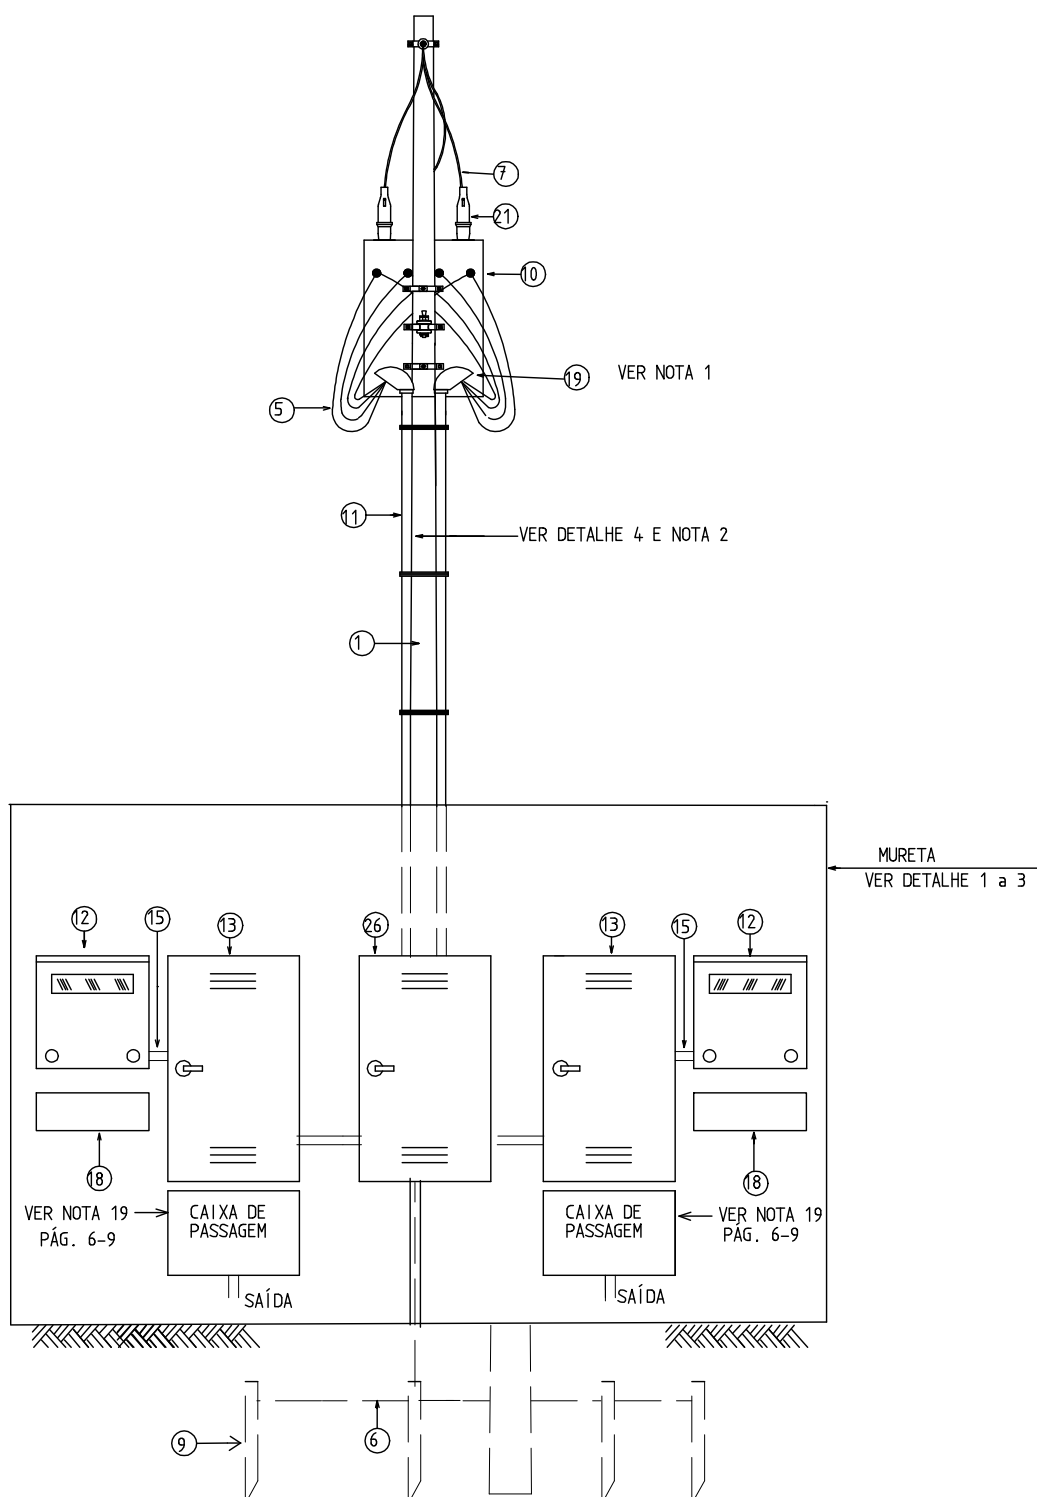 7
21
10
19
VER NOTA 1
5
11
VER DETALHE 4 E NOTA 2
1
MURETA
VER DETALHE 1 a 3
12
15
13
26
13
15
12
18
18
VER NOTA 19
PÁG. 6-9
CAIXA DE
PASSAGEM
CAIXA DE
PASSAGEM
VER NOTA 19
PÁG. 6-9
SAÍDA
SAÍDA
9
6